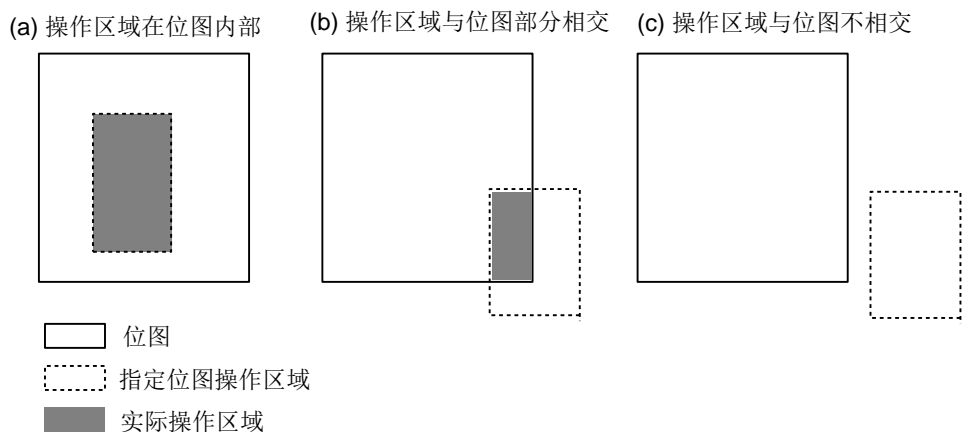 (a) 操作区域在位图内部
(b) 操作区域与位图部分相交
(c) 操作区域与位图不相交
位图
指定位图操作区域
实际操作区域